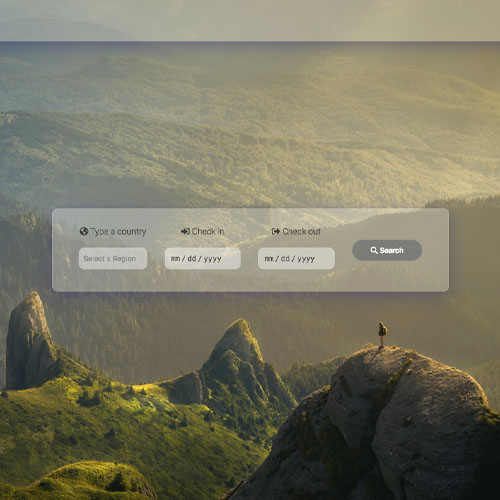 Type a country
Check in
Check out
Select a Region
mm/dd/yyyy
mm/dd/yyyy
Search